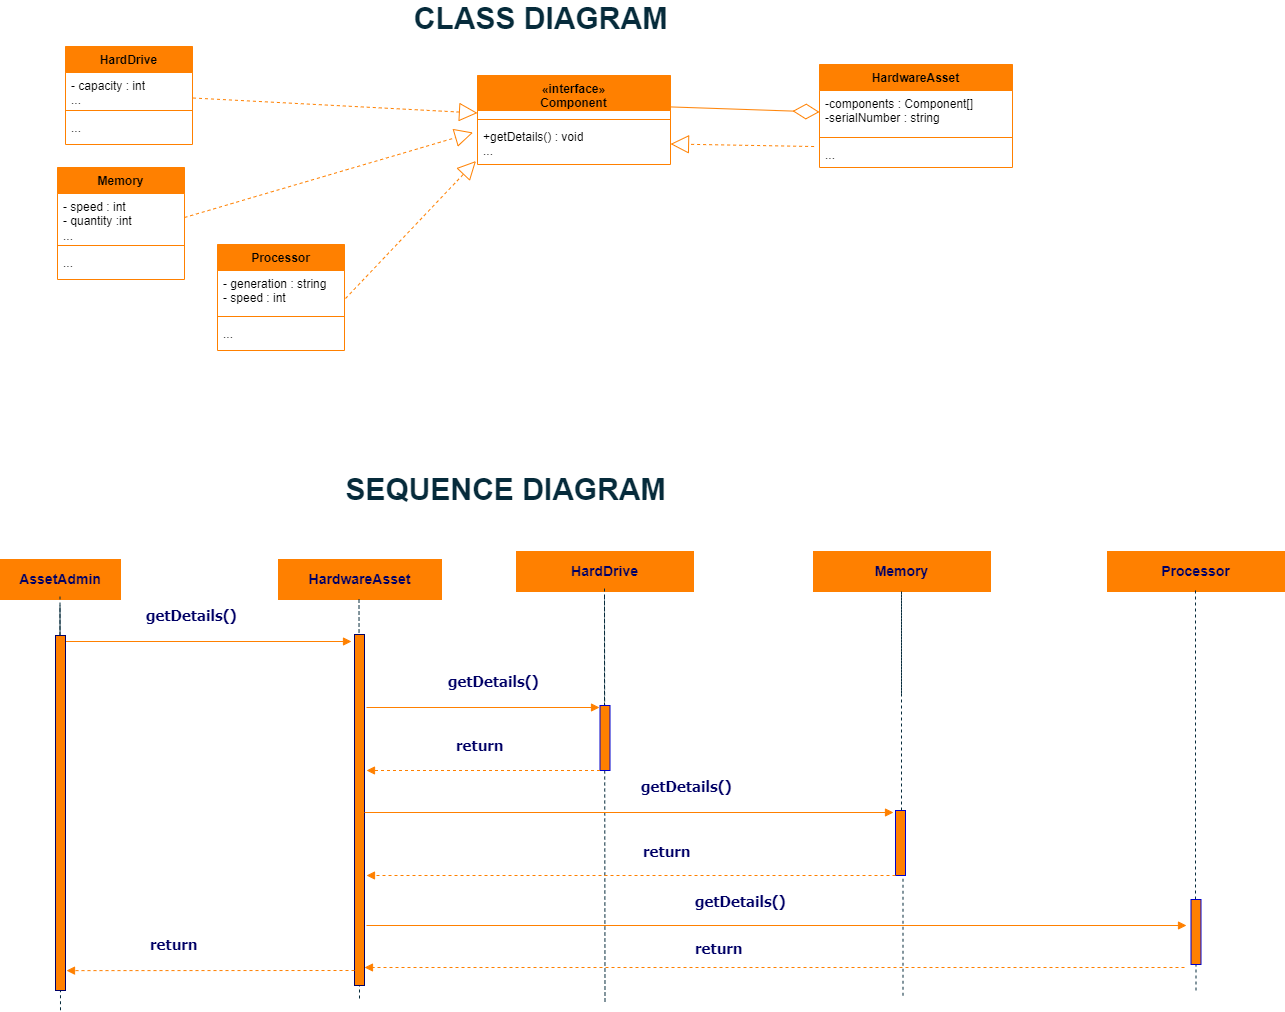 CLASS DIAGRAM
HardDrive
- capacity : int
...
...
«interface»
Component
+getDetails() : void
...
HardwareAsset
-components : Component[]
-serialNumber : string
...
Memory
- speed : int
- quantity :int
...
...
Processor
- generation : string
- speed : int
...
SEQUENCE DIAGRAM
AssetAdmin
HardwareAsset
HardDrive
Memory
Processor
getDetails()
getDetails()
return
getDetails()
return
getDetails()
return
return